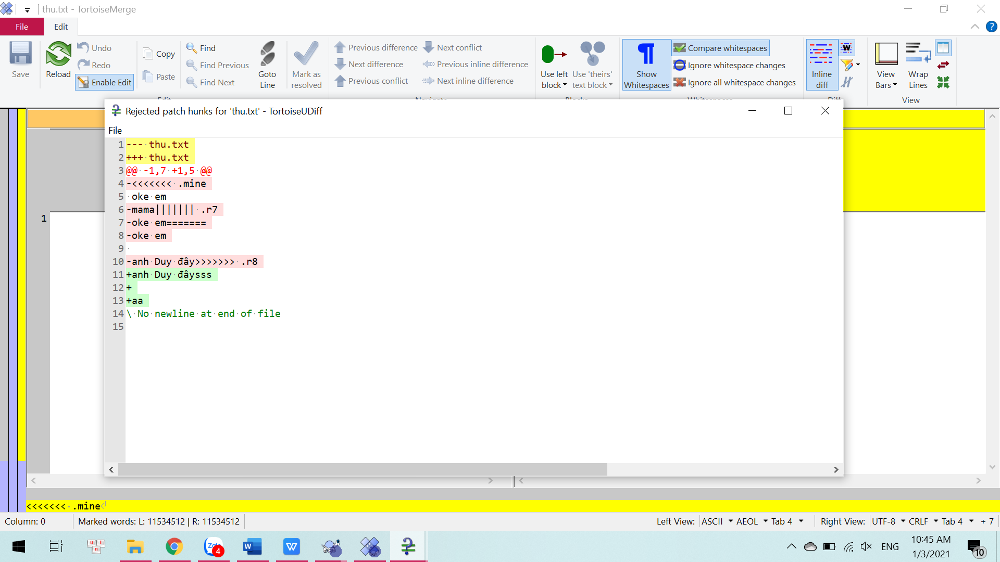 thu.txt - TortoiseMerge
File
Edit
Save
Reload
Undo
Redo
Enable Edit
Copy
Paste
Find
Find Previous
Find Next
Goto Line
Mark as resolved
Previous difference
Next difference
Previous conflict
Next conflict
Previous inline difference
Next inline difference
Use left block
Use 'theirs' text block
Show Whitespaces
Compare whitespaces
Ignore whitespace changes
Ignore all whitespace changes
Inline diff
View Bars
Wrap Lines
Edit
Navigate
Blocks
Whitespaces
Diff
View
Rejected patch hunks for 'thu.txt' - TortoiseUDiff
File
1 --- thu.txt
2 +++ thu.txt
3 @@ -1,7 +1,5 @@
4 -<<<<<<< .mine
5 oke em
6 -mama||||||| .r7
7 -oke em=======
8 -oke em
9
10 -anh Duy đây>>>>>>> .r8
11 +anh Duy đâysss
12 +
13 +aa
14 \ No newline at end of file
15
1
<<<<<<< .mine
Column: 0
Marked words: L: 11534512 | R: 11534512
Left View: ASCII AEOL Tab 4
Right View: UTF-8 CRLF Tab 4 + 7
Zalo
4
ENG
10:45 AM
1/3/2021
10